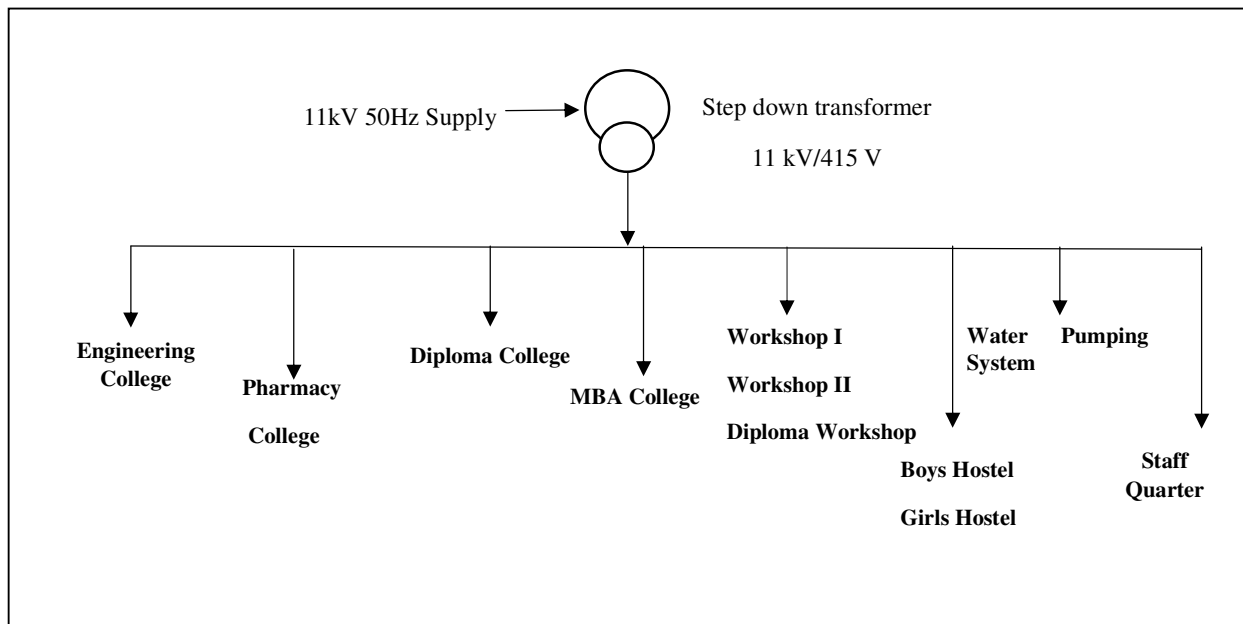 11kV 50Hz Supply
Step down transformer
11 kV/415 V
Engineering
College
Pharmacy
College
Diploma College
MBA College
Workshop I
Workshop II
Diploma Workshop
Boys Hostel
Girls Hostel
Water Pumping
System
Staff
Quarter